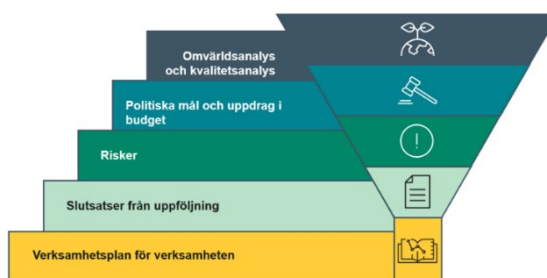 Omvärldsanalys
och kvalitetsanalys
Politiska mål och uppdrag i
budget
Risker
Slutsatser från uppföljning
Verksamhetsplan för verksamheten